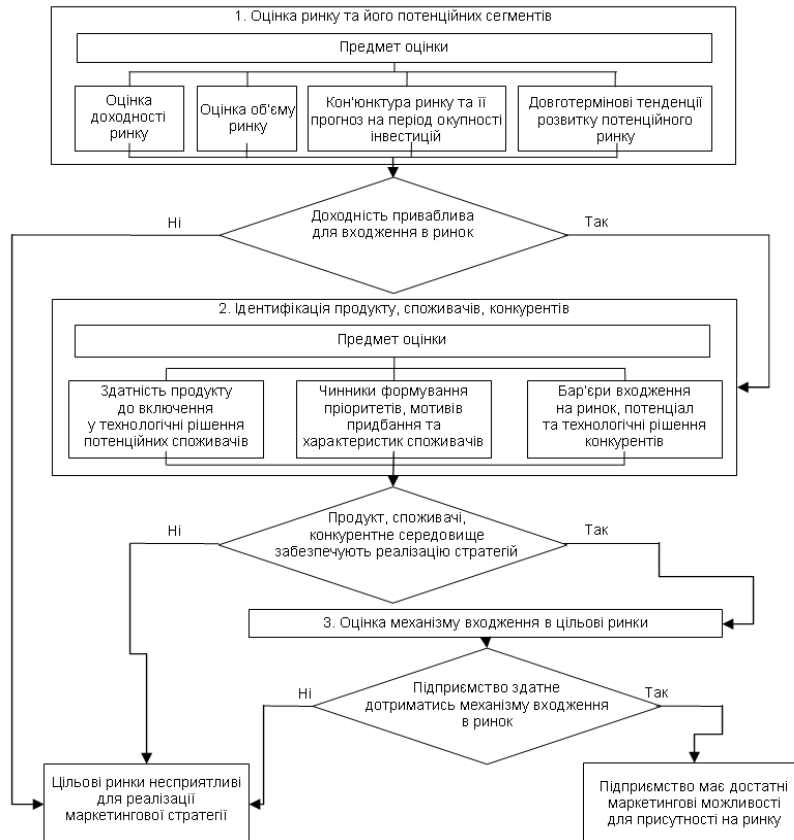 1. Оцінка ринку та його потенційних сегментів
Предмет оцінки
Оцінка
доходності
ринку
Оцінка об'єму
ринку
Кон'юнктура ринку та її
прогноз на період окупності
інвестицій
Довготермінові тенденції
розвитку потенційного
ринку
Ні
Доходність приваблива
для входження в ринок
Так
2. Ідентифікація продукту, споживачів, конкурентів
Предмет оцінки
Здатність продукту
до включення
у технологічні рішення
потенційних споживачів
Чинники формування
пріоритетів, мотивів
придбання та
характеристик споживачів
Бар'єри входження
на ринок, потенціал
та технологічні рішення
конкурентів
Ні
Продукт, споживачі,
конкурентне середовище
забезпечують реалізацію стратегій
Так
3. Оцінка механізму входження в цільові ринки
Ні
Підприємство здатне
дотриматись механізму входження
в ринок
Так
Цільові ринки несприятливі
для реалізації
маркетингової стратегії
Підприємство має достатні
маркетингові можливості
для присутності на ринку